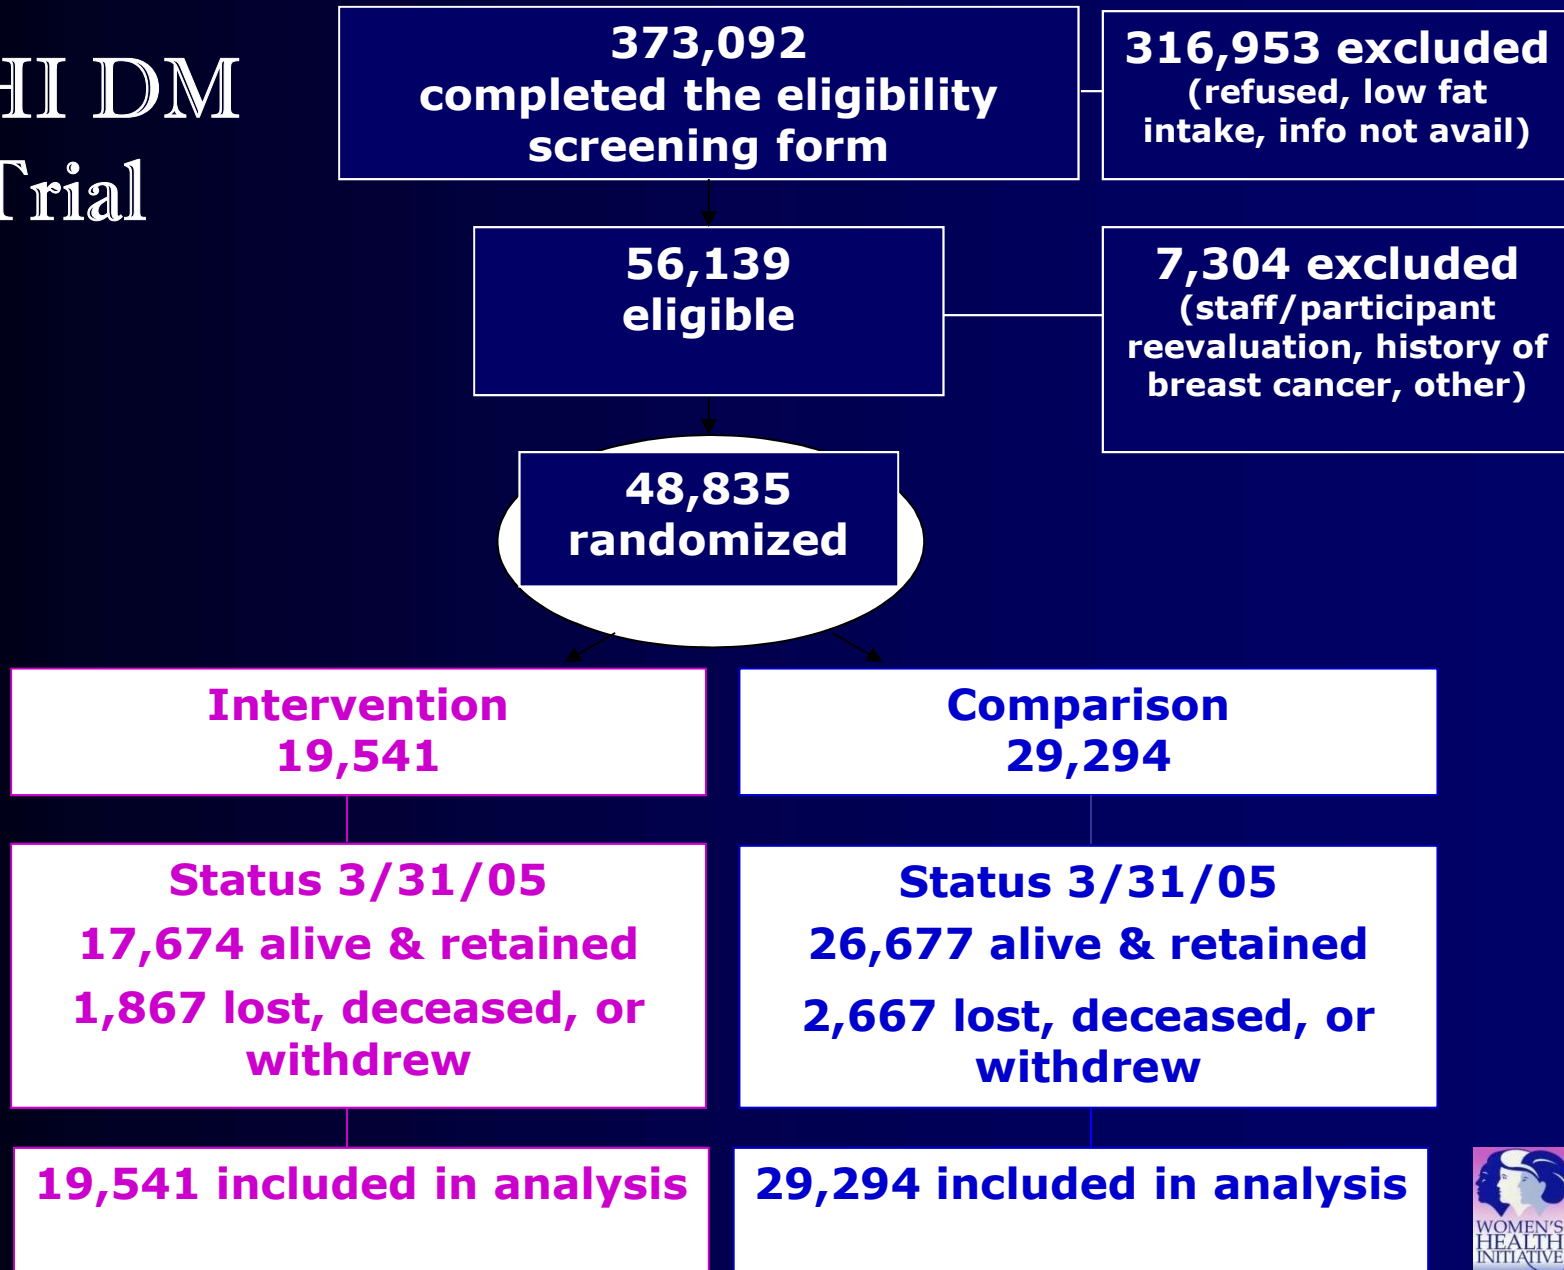 HI DM
Trial
373,092
completed the eligibility
screening form
316,953 excluded
(refused, low fat
intake, info not avail)
56,139
eligible
7,304 excluded
(staff/participant
reevaluation, history of
breast cancer, other)
48,835
randomized
Intervention
19,541
Comparison
29,294
Status 3/31/05
17,674 alive & retained
1,867 lost, deceased, or
withdrew
Status 3/31/05
26,677 alive & retained
2,667 lost, deceased, or
withdrew
19,541 included in analysis
29,294 included in analysis
WOMEN'S
HEALTH
INITIATIVE